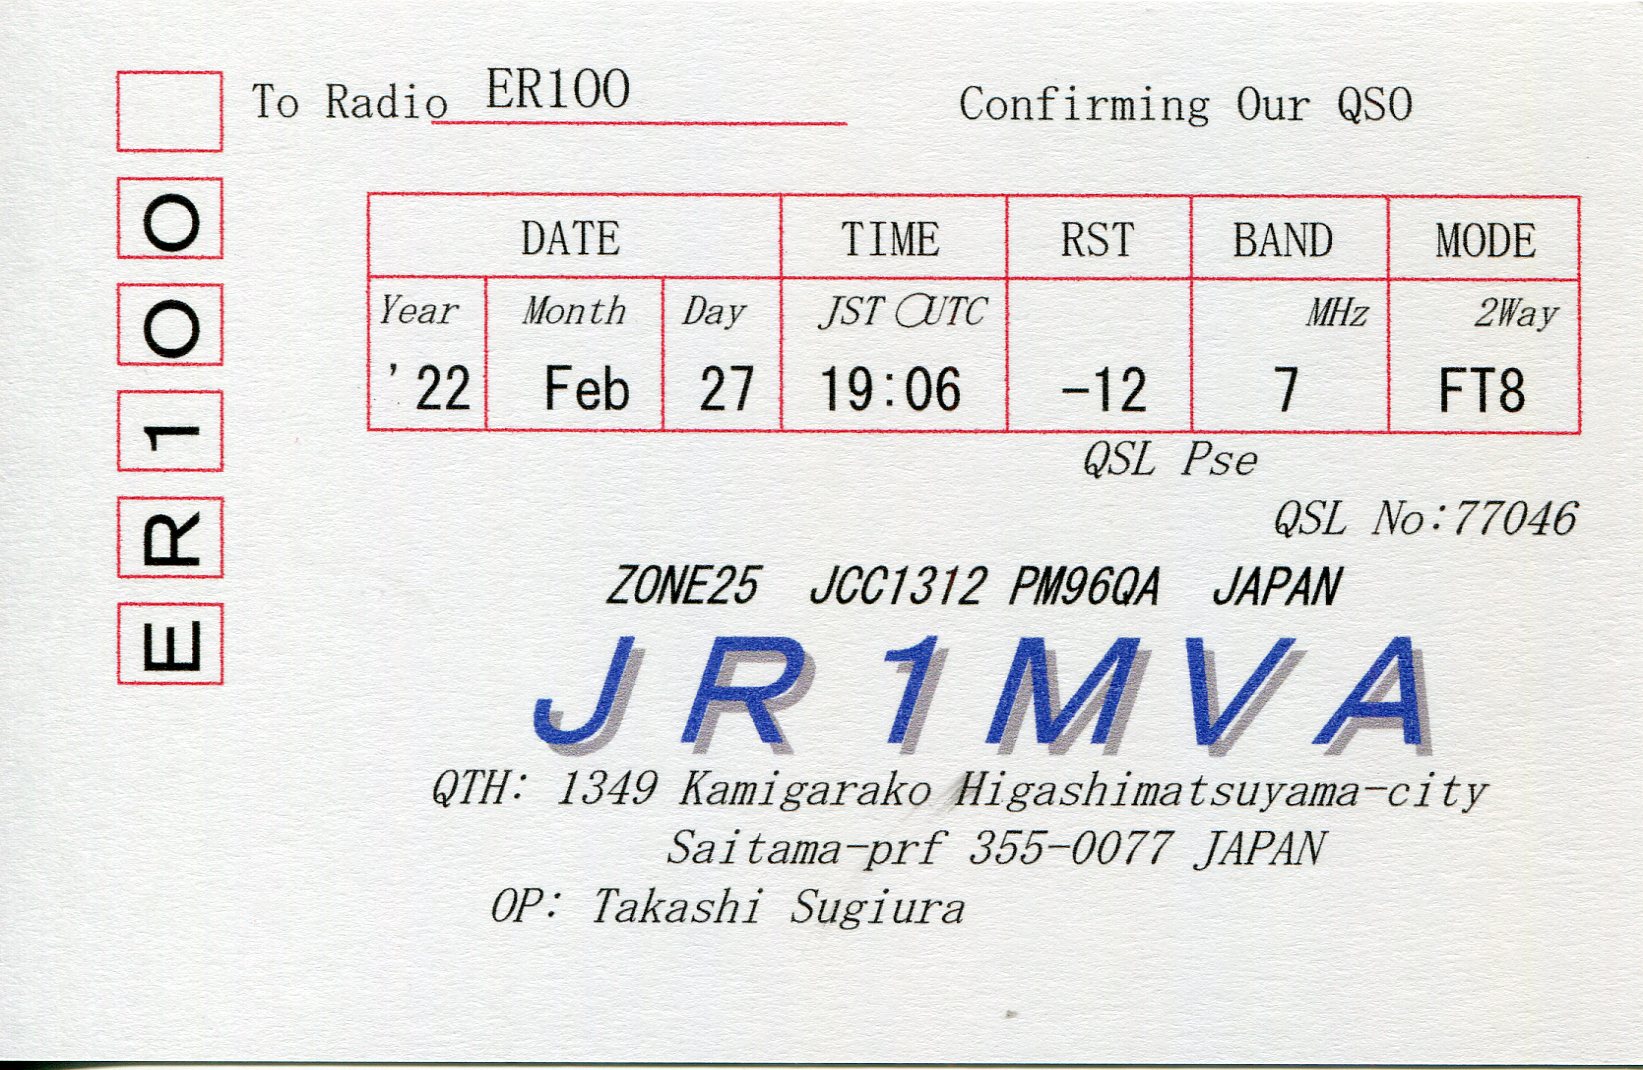 To Radio ER100 Confirming Our QSO
ER100
DATE TIME RST BAND MODE
Year Month Day JST UTC MHz 2Way
'22 Feb 27 19:06 -12 7 FT8
QSL Pse
QSL No:77046
ZONE25 JCC1312 PM96QA JAPAN
JR1MVA
QTH: 1349 Kamigarako Higashimatsuyama-city
Saitama-prf 355-0077 JAPAN
OP: Takashi Sugiura